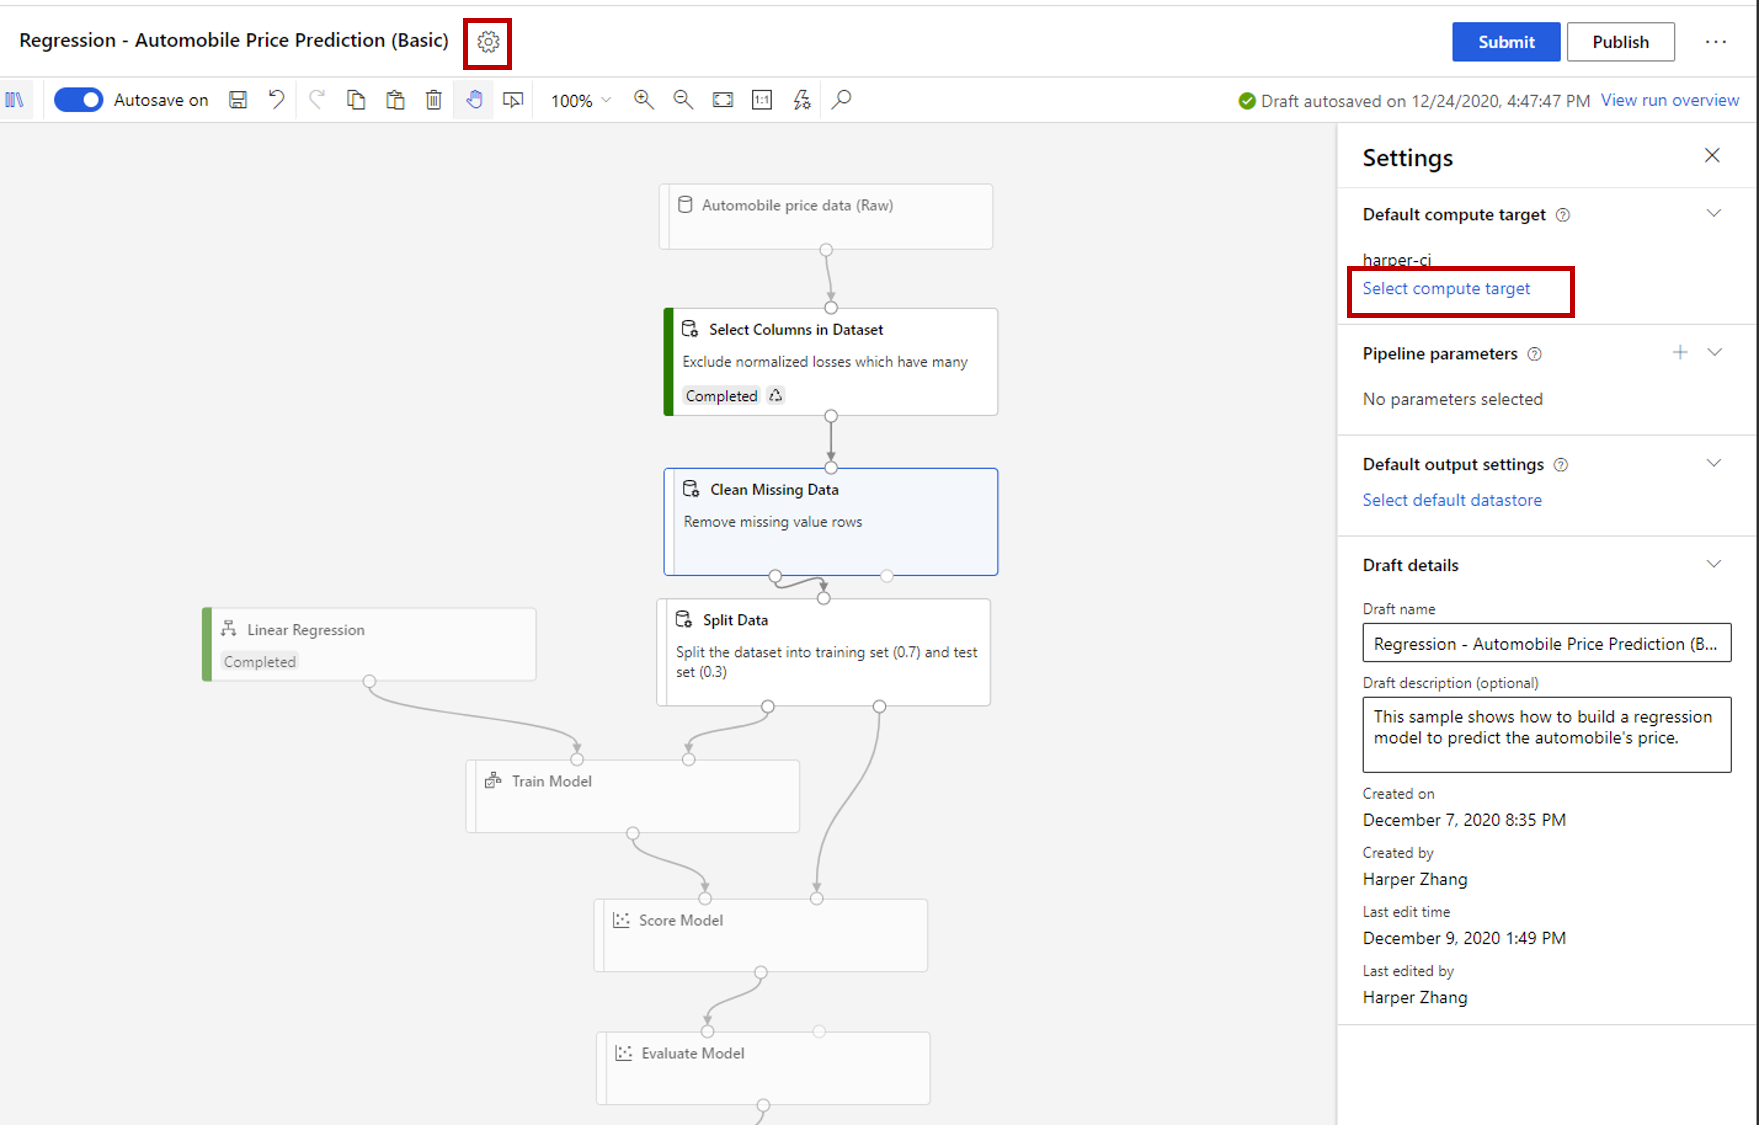 Regression - Automobile Price Prediction (Basic)
Submit
Publish
Autosave on
100%
1:1
Draft autosaved on 12/24/2020, 4:47:47 PM
View run overview
Automobile price data (Raw)
Select Columns in Dataset
Exclude normalized losses which have many
Completed
Clean Missing Data
Remove missing value rows
Split Data
Split the dataset into training set (0.7) and test
set (0.3)
Linear Regression
Completed
Train Model
Score Model
Evaluate Model
Settings
Default compute target
harper-ci
Select compute target
Pipeline parameters
No parameters selected
Default output settings
Select default datastore
Draft details
Draft name
Regression - Automobile Price Prediction (B...
Draft description (optional)
This sample shows how to build a regression
model to predict the automobile's price.
Created on
December 7, 2020 8:35 PM
Created by
Harper Zhang
Last edit time
December 9, 2020 1:49 PM
Last edited by
Harper Zhang